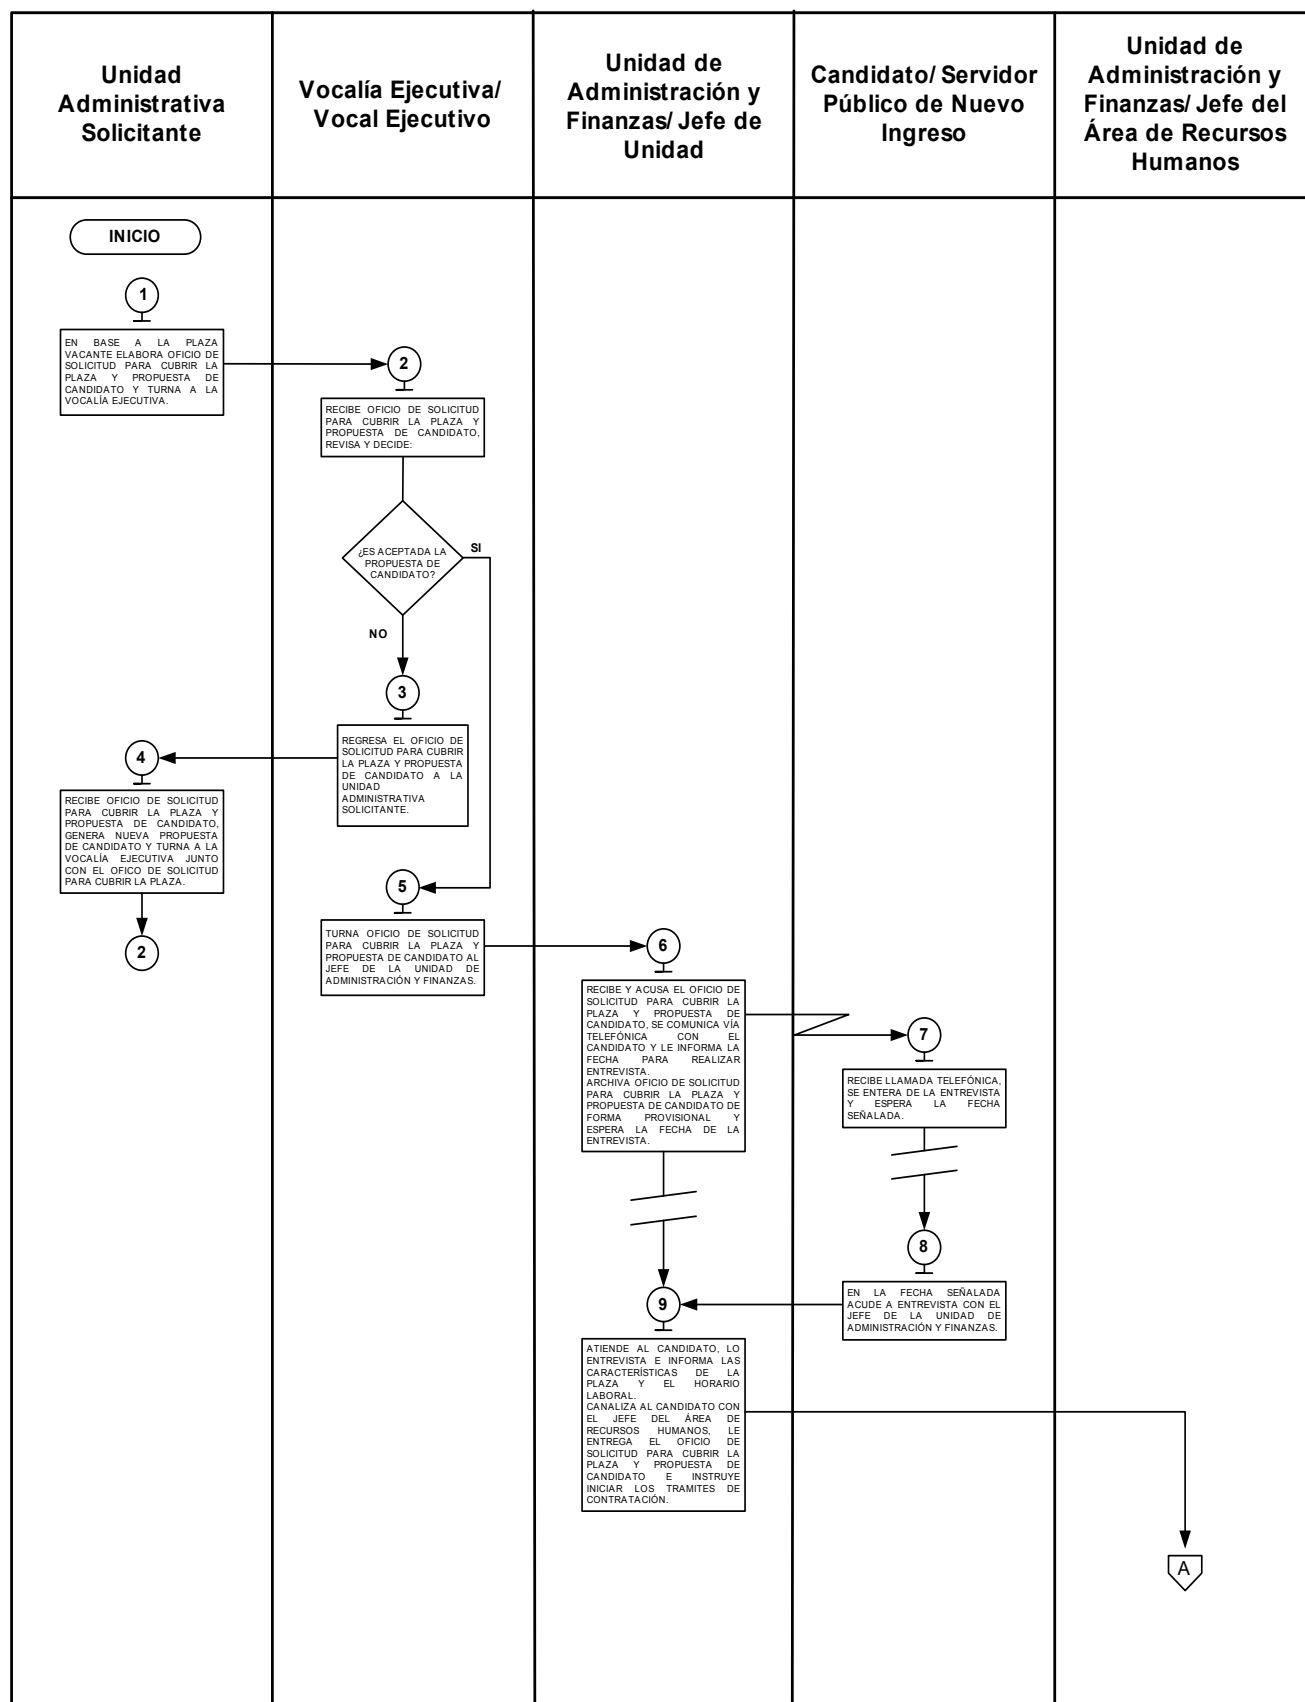 Unidad
Administrativa
Solicitante
Vocalía Ejecutiva/
Vocal Ejecutivo
Unidad de
Administración y
Finanzas/ Jefe de
Unidad
Candidato/ Servidor
Público de Nuevo
Ingreso
Unidad de
Administración y
Finanzas/ Jefe del
Área de Recursos
Humanos
INICIO
1
EN BASE A LA PLAZA
VACANTE ELABORA OFICIO DE
SOLICITUD PARA CUBRIR LA
PLAZA Y PROPUESTA DE
CANDIDATO Y TURNA A LA
VOCALÍA EJECUTIVA.
2
RECIBE OFICIO DE SOLICITUD
PARA CUBRIR LA PLAZA Y
PROPUESTA DE CANDIDATO,
REVISA Y DECIDE:
¿ES ACEPTADA LA
PROPUESTA DE
CANDIDATO?
SI
NO
3
REGRESA EL OFICIO DE
SOLICITUD PARA CUBRIR
LA PLAZA Y PROPUESTA
DE CANDIDATO A LA
UNIDAD
ADMINISTRATIVA
SOLICITANTE.
4
RECIBE OFICIO DE SOLICITUD
PARA CUBRIR LA PLAZA Y
PROPUESTA DE CANDIDATO,
GENERA NUEVA PROPUESTA
DE CANDIDATO Y TURNA A LA
VOCALÍA EJECUTIVA JUNTO
CON EL OFICO DE SOLICITUD
PARA CUBRIR LA PLAZA.
2
5
TURNA OFICIO DE SOLICITUD
PARA CUBRIR LA PLAZA Y
PROPUESTA DE CANDIDATO AL
JEFE DE LA UNIDAD DE
ADMINISTRACIÓN Y FINANZAS.
6
RECIBE Y ACUSA EL OFICIO DE
SOLICITUD PARA CUBRIR LA
PLAZA Y PROPUESTA DE
CANDIDATO, SE COMUNICA VÍA
TELEFÓNICA CON EL
CANDIDATO Y LE INFORMA LA
FECHA PARA REALIZAR
ENTREVISTA.
ARCHIVA OFICIO DE SOLICITUD
PARA CUBRIR LA PLAZA Y
PROPUESTA DE CANDIDATO DE
FORMA PROVISIONAL Y
ESPERA LA FECHA DE LA
ENTREVISTA.
7
RECIBE LLAMADA TELEFÓNICA,
SE ENTERA DE LA ENTREVISTA
Y ESPERA LA FECHA
SEÑALADA.
8
EN LA FECHA SEÑALADA
ACUDE A ENTREVISTA CON EL
JEFE DE LA UNIDAD DE
ADMINISTRACIÓN Y FINANZAS.
9
ATIENDE AL CANDIDATO, LO
ENTREVISTA E INFORMA LAS
CARACTERÍSTICAS DE LA
PLAZA Y EL HORARIO
LABORAL.
CANALIZA AL CANDIDATO CON
EL JEFE DEL ÁREA DE
RECURSOS HUMANOS, LE
ENTREGA EL OFICIO DE
SOLICITUD PARA CUBRIR LA
PLAZA Y PROPUESTA DE
CANDIDATO E INSTRUYE
INICIAR LOS TRAMITES DE
CONTRATACIÓN.
A